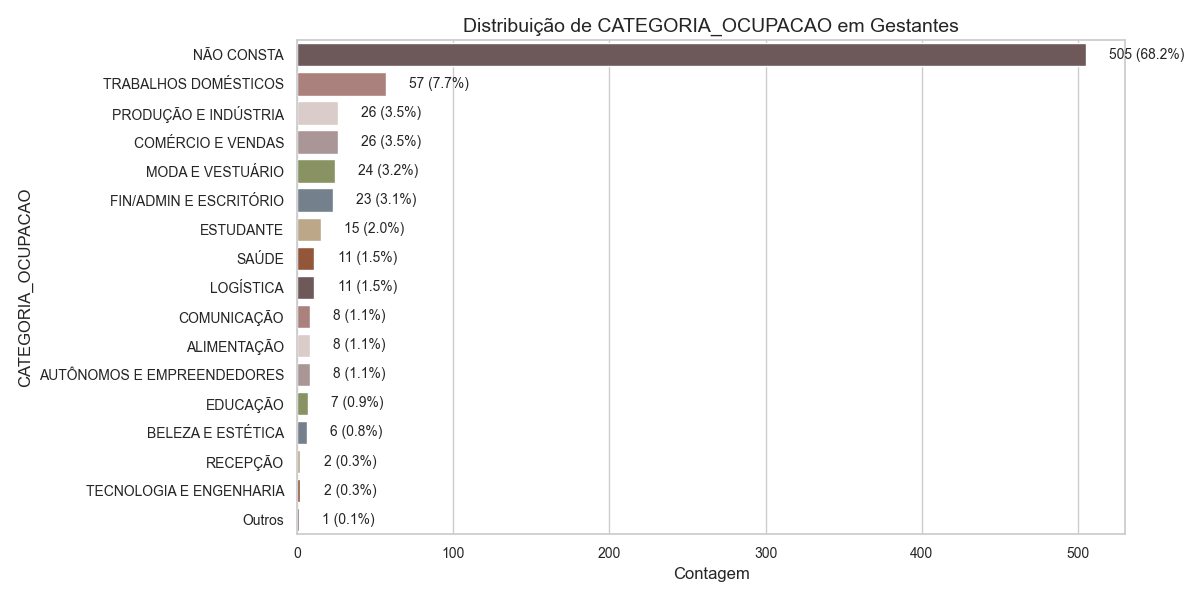 Distribuição de CATEGORIA_OCUPACAO em Gestantes
CATEGORIA_OCUPACAO
NÃO CONSTA 505 (68.2%)
TRABALHOS DOMÉSTICOS 57 (7.7%)
PRODUÇÃO E INDÚSTRIA 26 (3.5%)
COMÉRCIO E VENDAS 26 (3.5%)
MODA E VESTUÁRIO 24 (3.2%)
FIN/ADMIN E ESCRITÓRIO 23 (3.1%)
ESTUDANTE 15 (2.0%)
SAÚDE 11 (1.5%)
LOGÍSTICA 11 (1.5%)
COMUNICAÇÃO 8 (1.1%)
ALIMENTAÇÃO 8 (1.1%)
AUTÔNOMOS E EMPREENDEDORES 8 (1.1%)
EDUCAÇÃO 7 (0.9%)
BELEZA E ESTÉTICA 6 (0.8%)
RECEPÇÃO 2 (0.3%)
TECNOLOGIA E ENGENHARIA 2 (0.3%)
Outros 1 (0.1%)
0 100 200 300 400 500
Contagem